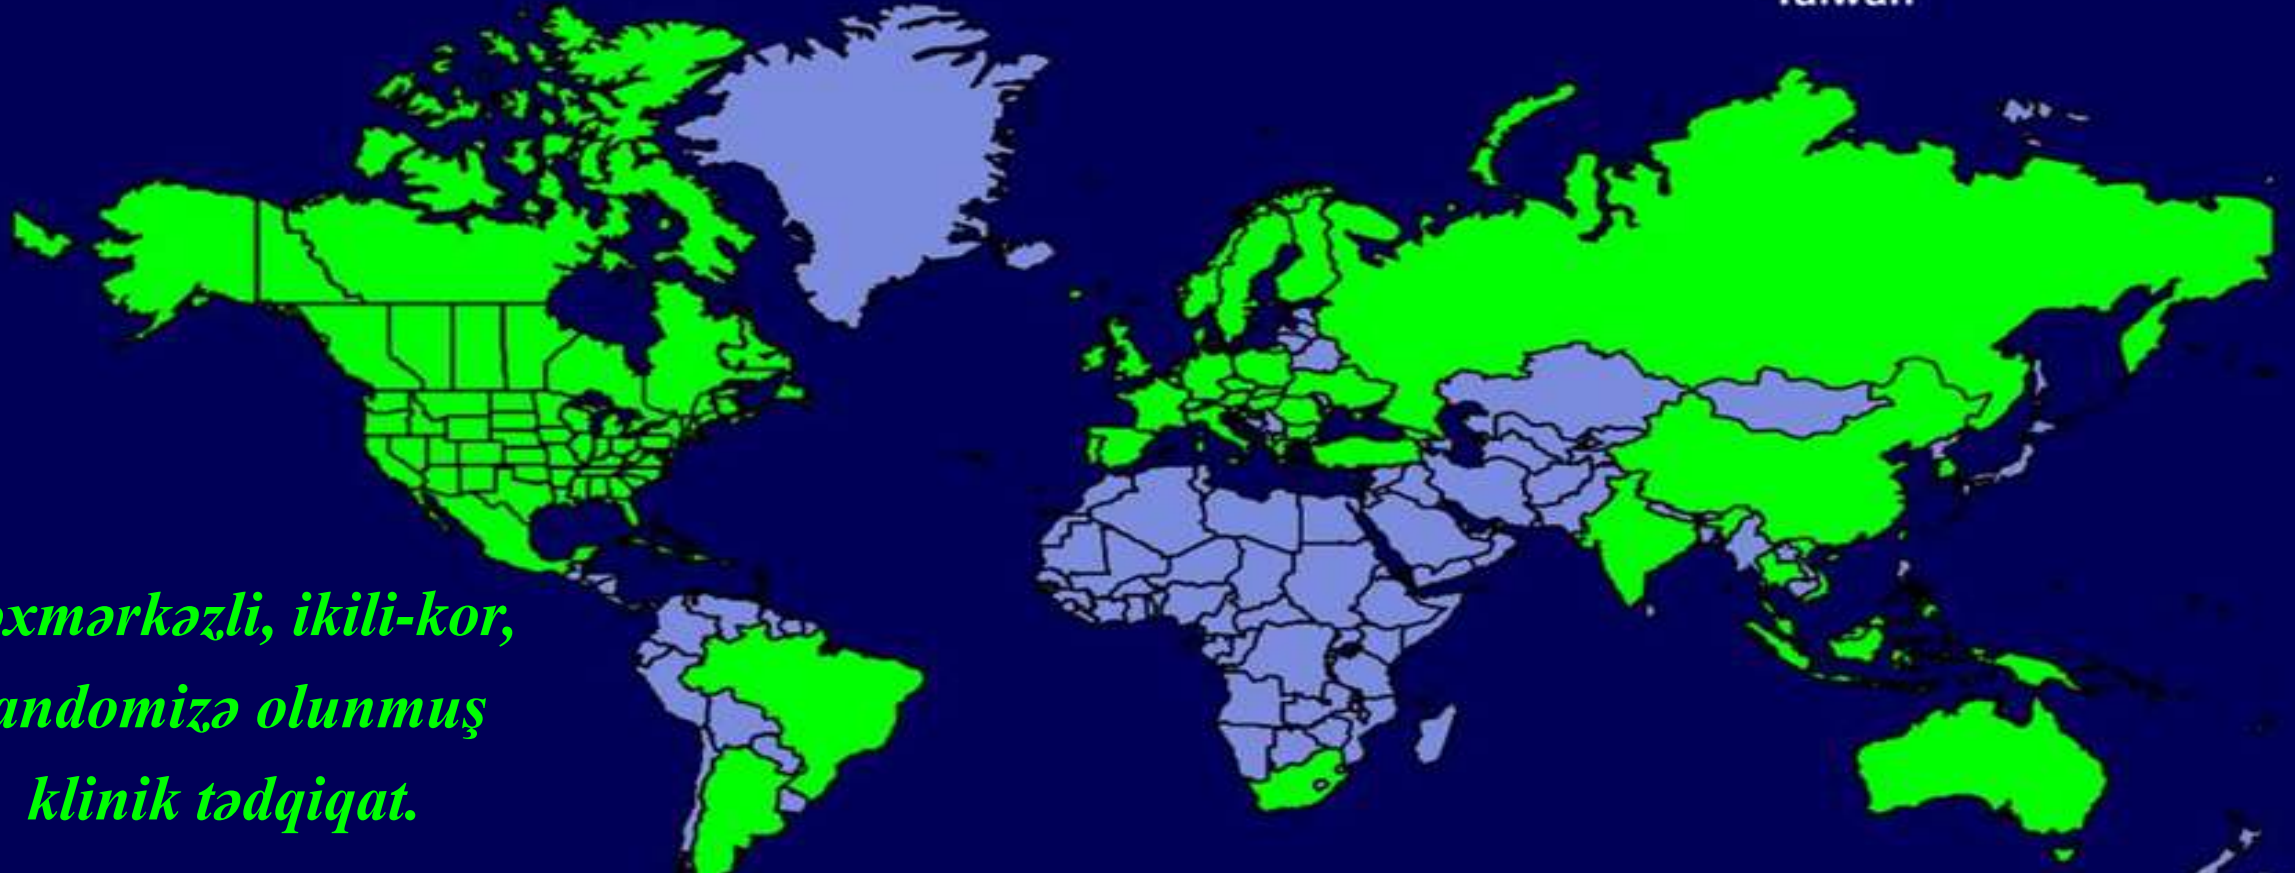 xmərkəzli, ikili-kor,
andomizə olunmuş
klinik tədqiqat.